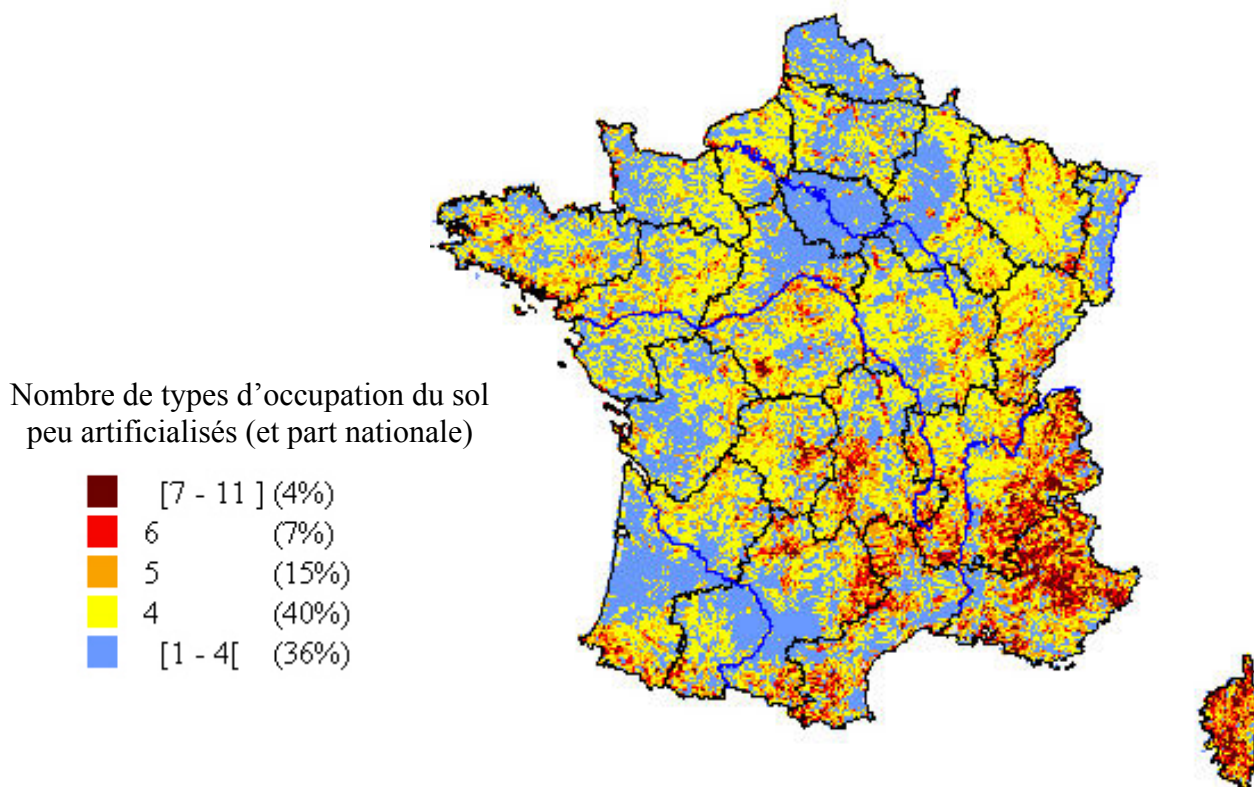 Nombre de types d’occupation du sol
peu artificialisés (et part nationale)
[7 - 11 ] (4%)
6 (7%)
5 (15%)
4 (40%)
[1 - 4[ (36%)